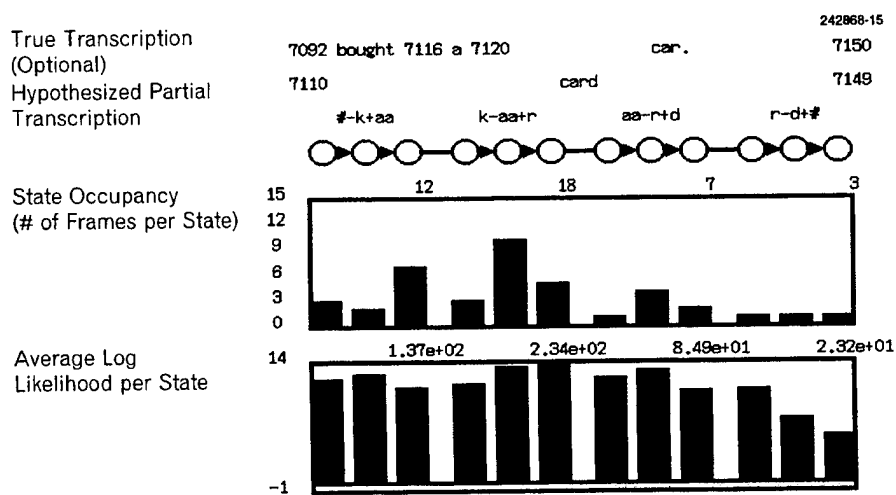 242868-15
True Transcription
(Optional)
7092 bought 7116 a 7120 car. 7150
Hypothesized Partial
Transcription
7110 card 7149
#-k+aa k-aa+r aa-r+d r-d+#
State Occupancy
(# of Frames per State)
12 18 7 3
15
12
9
6
3
0
Average Log
Likelihood per State
1.37e+02 2.34e+02 8.49e+01 2.32e+01
14
-1